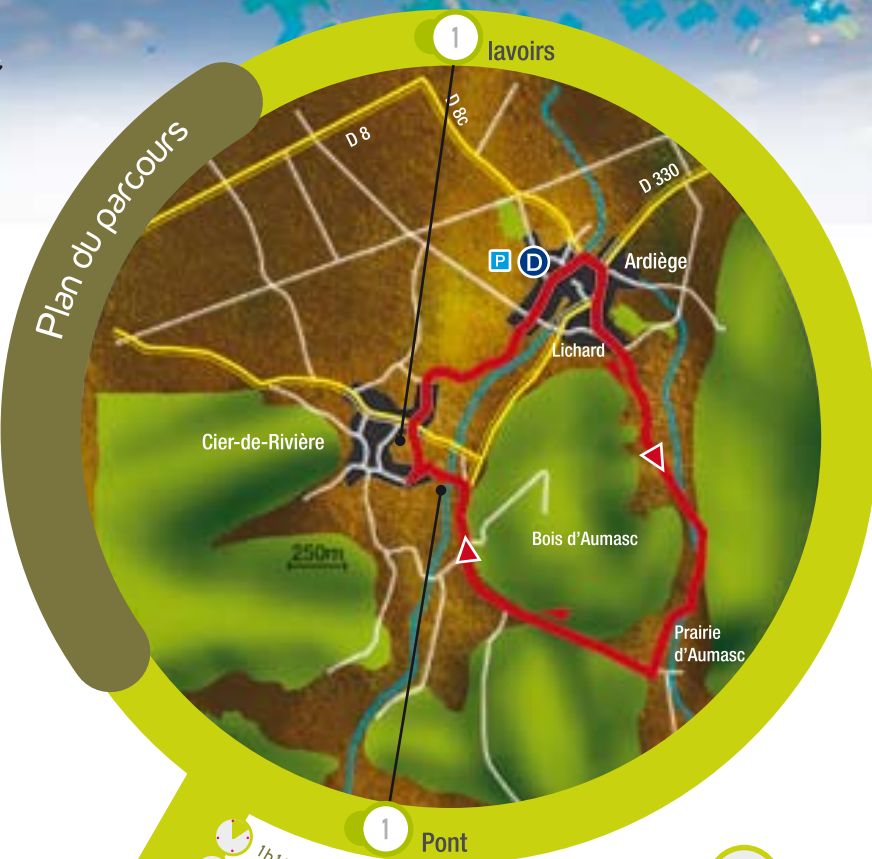 1
lavoirs
Plan du parcours
D 8
D 8c
D 330
P
D
Ardiège
Lichard
Cier-de-Rivière
Bois d'Aumasc
250m
Prairie
d'Aumasc
1
Pont